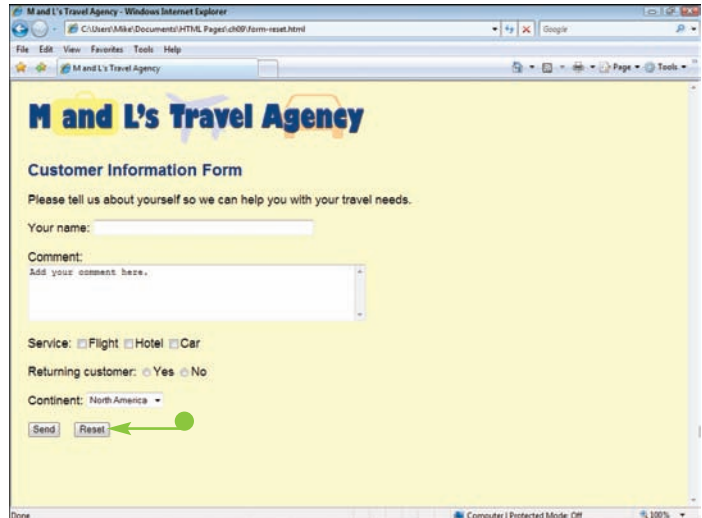 M and L's Travel Agency - Windows Internet Explorer
C:\Users\Mike\Documents\HTML Pages\ch09\form-reset.html
Google
File Edit View Favorites Tools Help
M and L's Travel Agency
Page Tools
M and L's Travel Agency
Customer Information Form
Please tell us about yourself so we can help you with your travel needs.
Your name:
Comment:
Add your comment here.
Service: Flight Hotel Car
Returning customer: Yes No
Continent: North America
Send Reset
Done Computer | Protected Mode: Off 100%